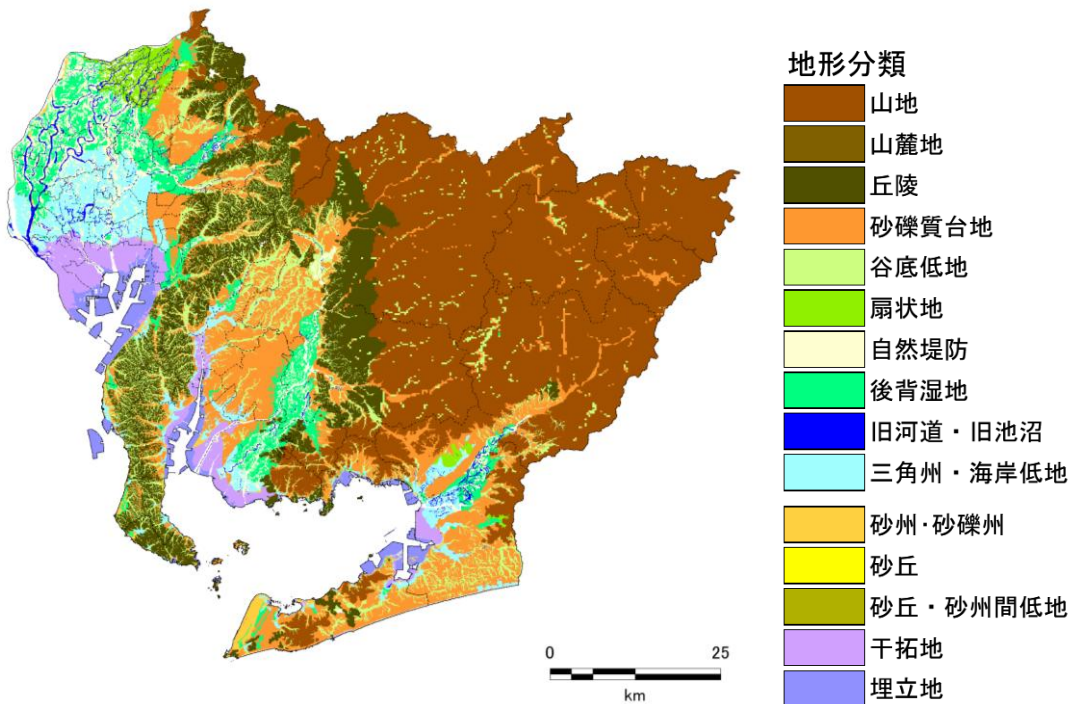 地形分類
山地
山麓地
丘陵
砂礫質台地
谷底低地
扇状地
自然堤防
後背湿地
旧河道・旧池沼
三角州・海岸低地
砂州・砂礫州
砂丘
砂丘・砂州間低地
干拓地
埋立地
0 25
km